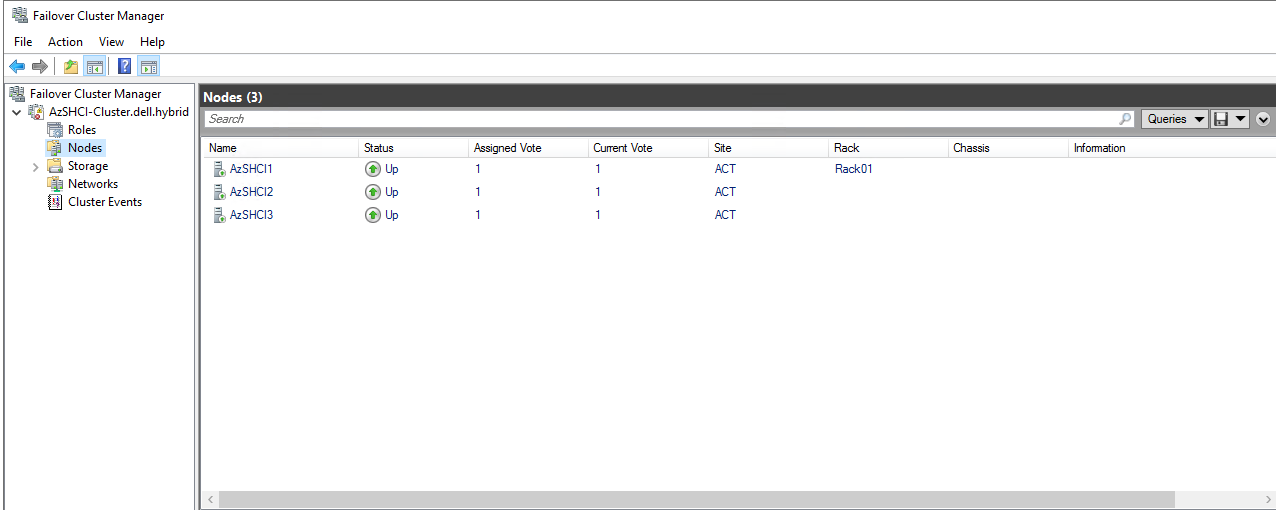 Failover Cluster Manager
File Action View Help
Failover Cluster Manager
AzSHCI-Cluster.dell.hybrid
Roles
Nodes
Storage
Networks
Cluster Events
Nodes (3)
Search Queries
Name Status Assigned Vote Current Vote Site Rack Chassis Information
AzSHCI1 Up 1 1 ACT Rack01
AzSHCI2 Up 1 1 ACT
AzSHCI3 Up 1 1 ACT